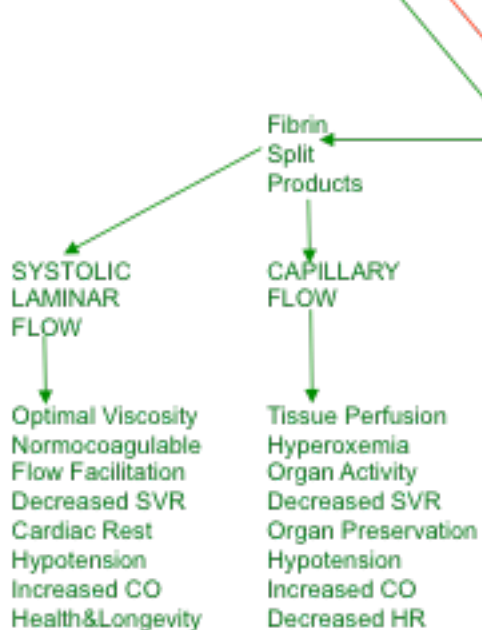 Fibrin
Split
Products
SYSTOLIC
LAMINAR
FLOW
CAPILLARY
FLOW
Optimal Viscosity
Normocoagulable
Flow Facilitation
Decreased SVR
Cardiac Rest
Hypotension
Increased CO
Health&Longevity
Tissue Perfusion
Hyperoxemia
Organ Activity
Decreased SVR
Organ Preservation
Hypotension
Increased CO
Decreased HR